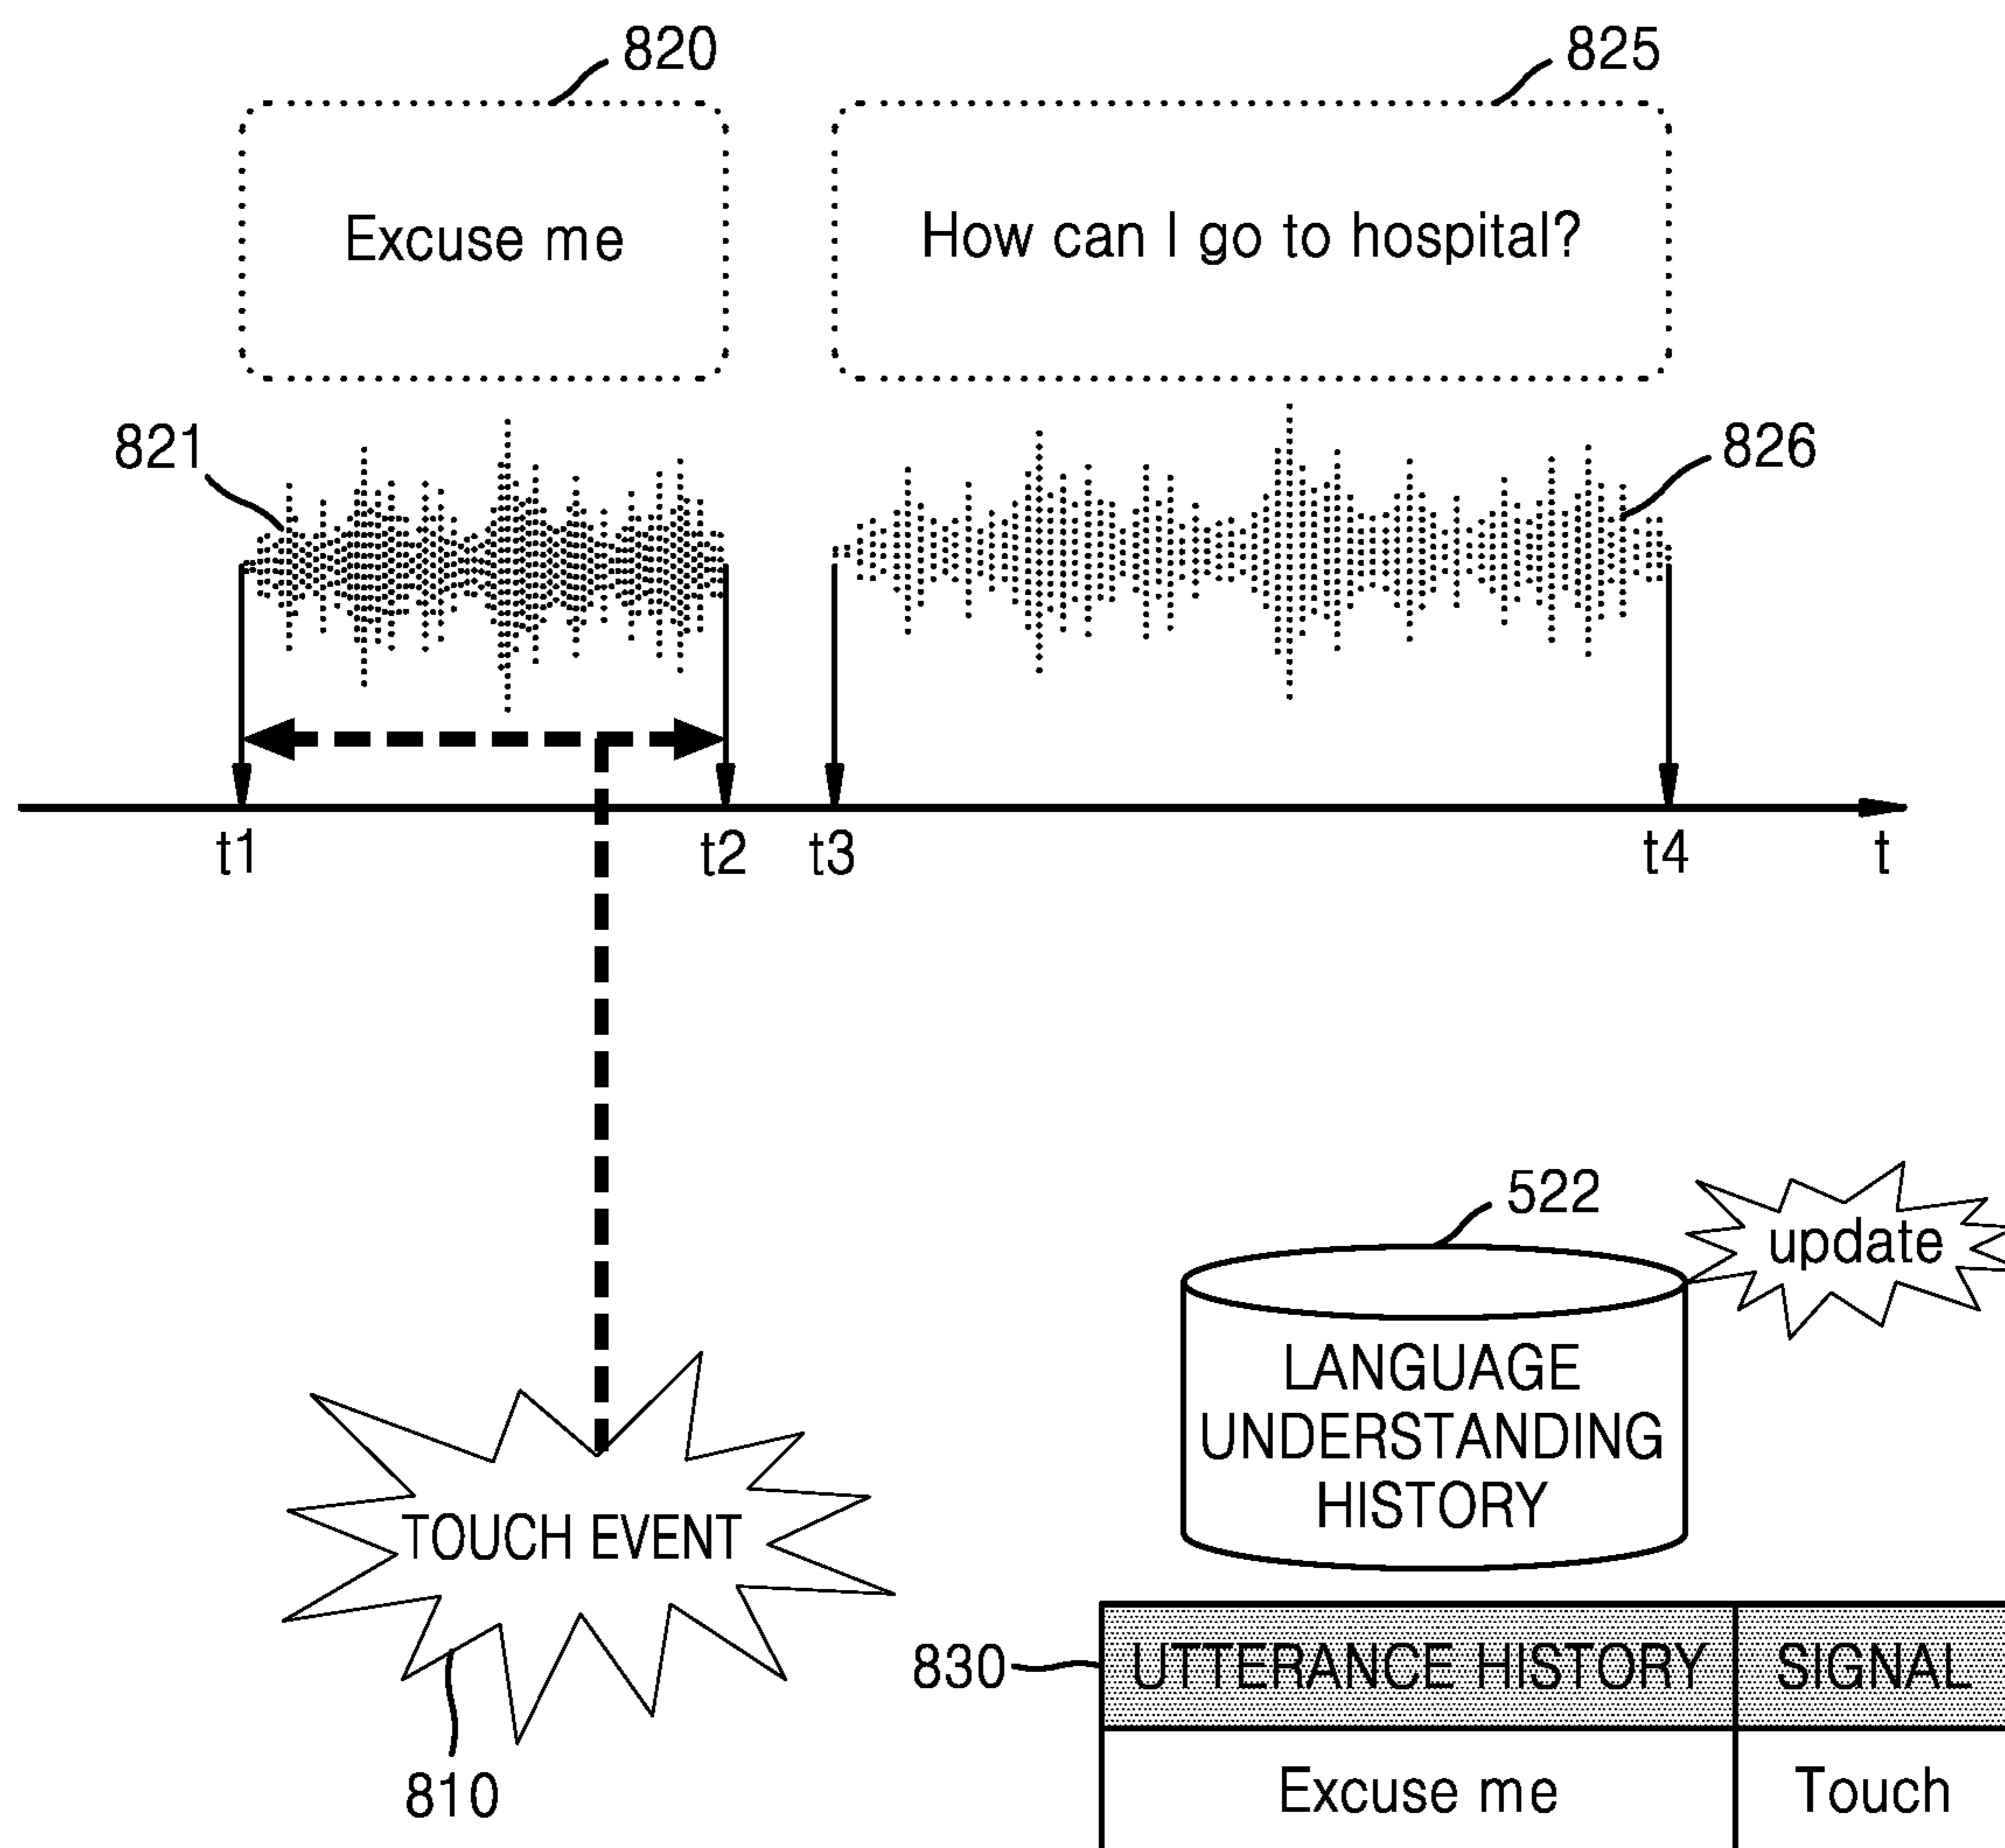 820
825
Excuse me
How can I go to hospital?
821
826
t1
t2
t3
t4
t
522
update
LANGUAGE
UNDERSTANDING
HISTORY
TOUCH EVENT
810
830
UTTERANCE HISTORY
SIGNAL
Excuse me
Touch